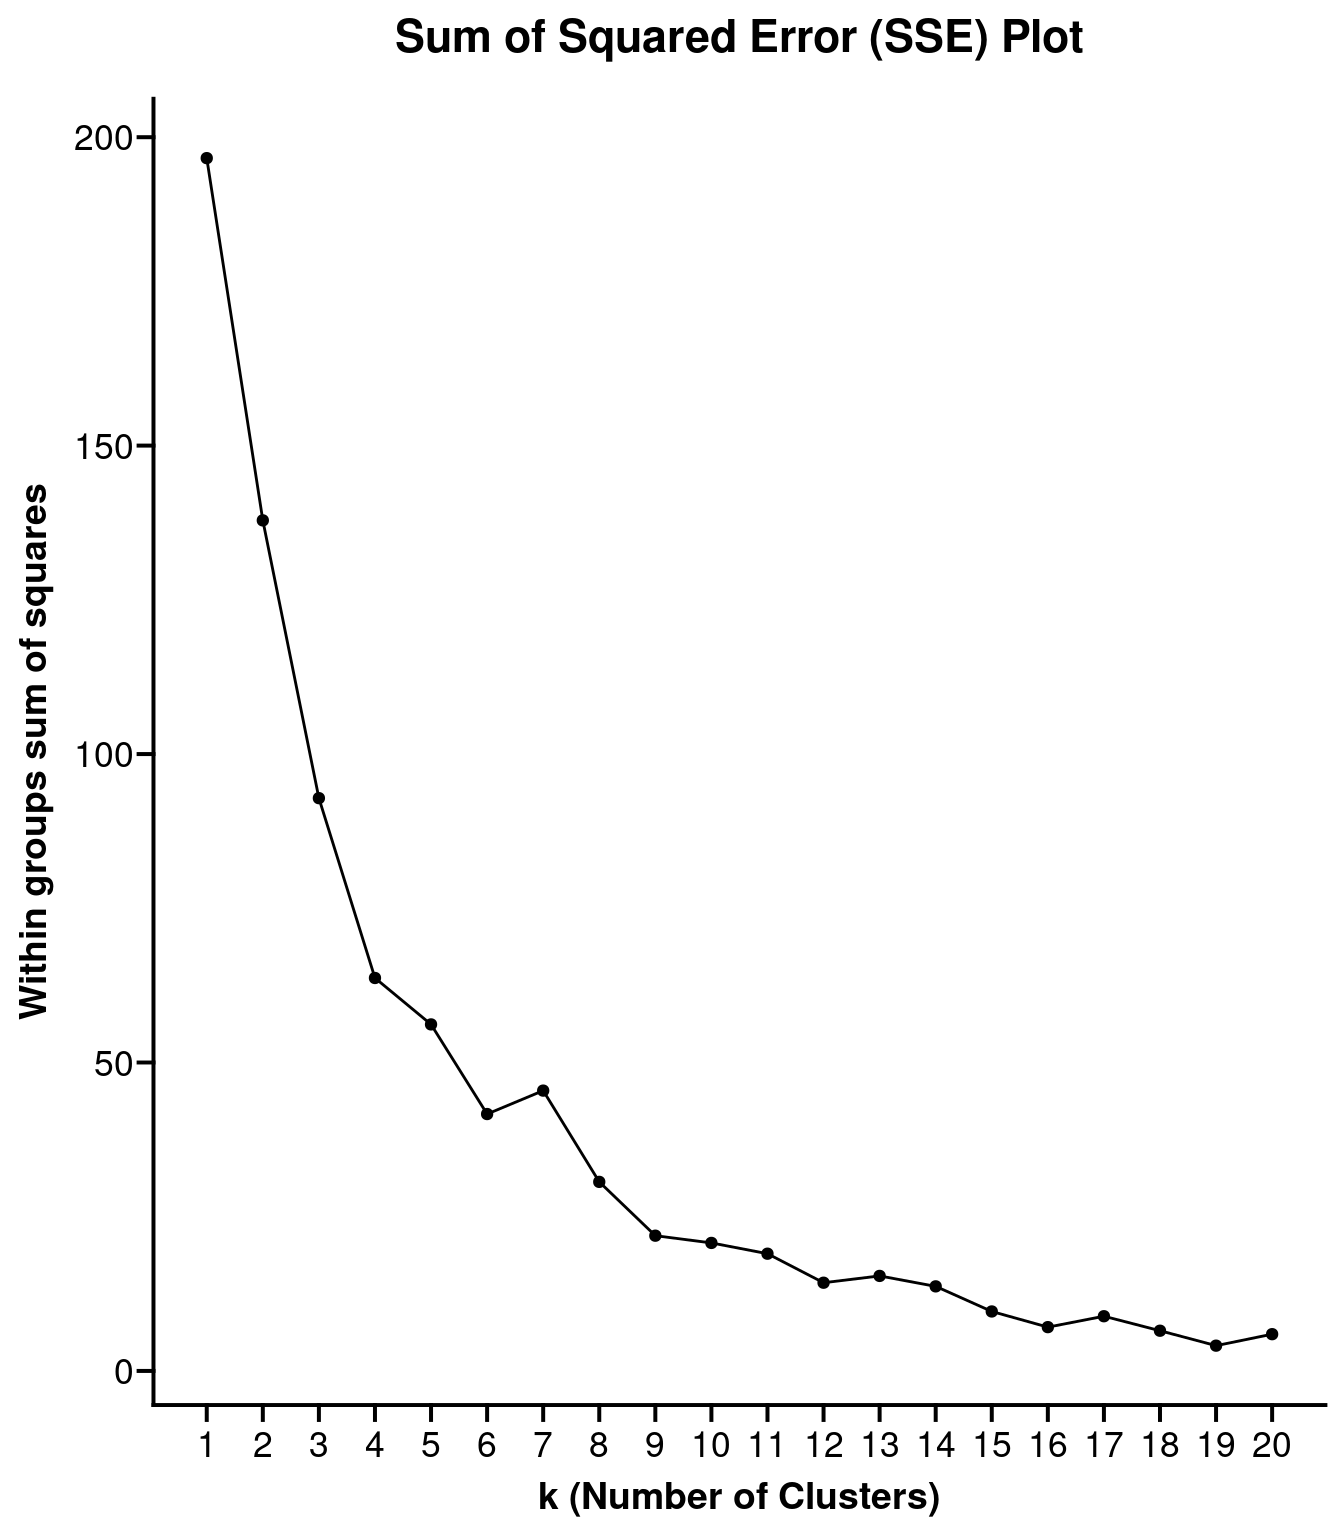 Sum of Squared Error (SSE) Plot
Within groups sum of squares
200
150
100
50
0
1 2 3 4 5 6 7 8 9 10 11 12 13 14 15 16 17 18 19 20
k (Number of Clusters)